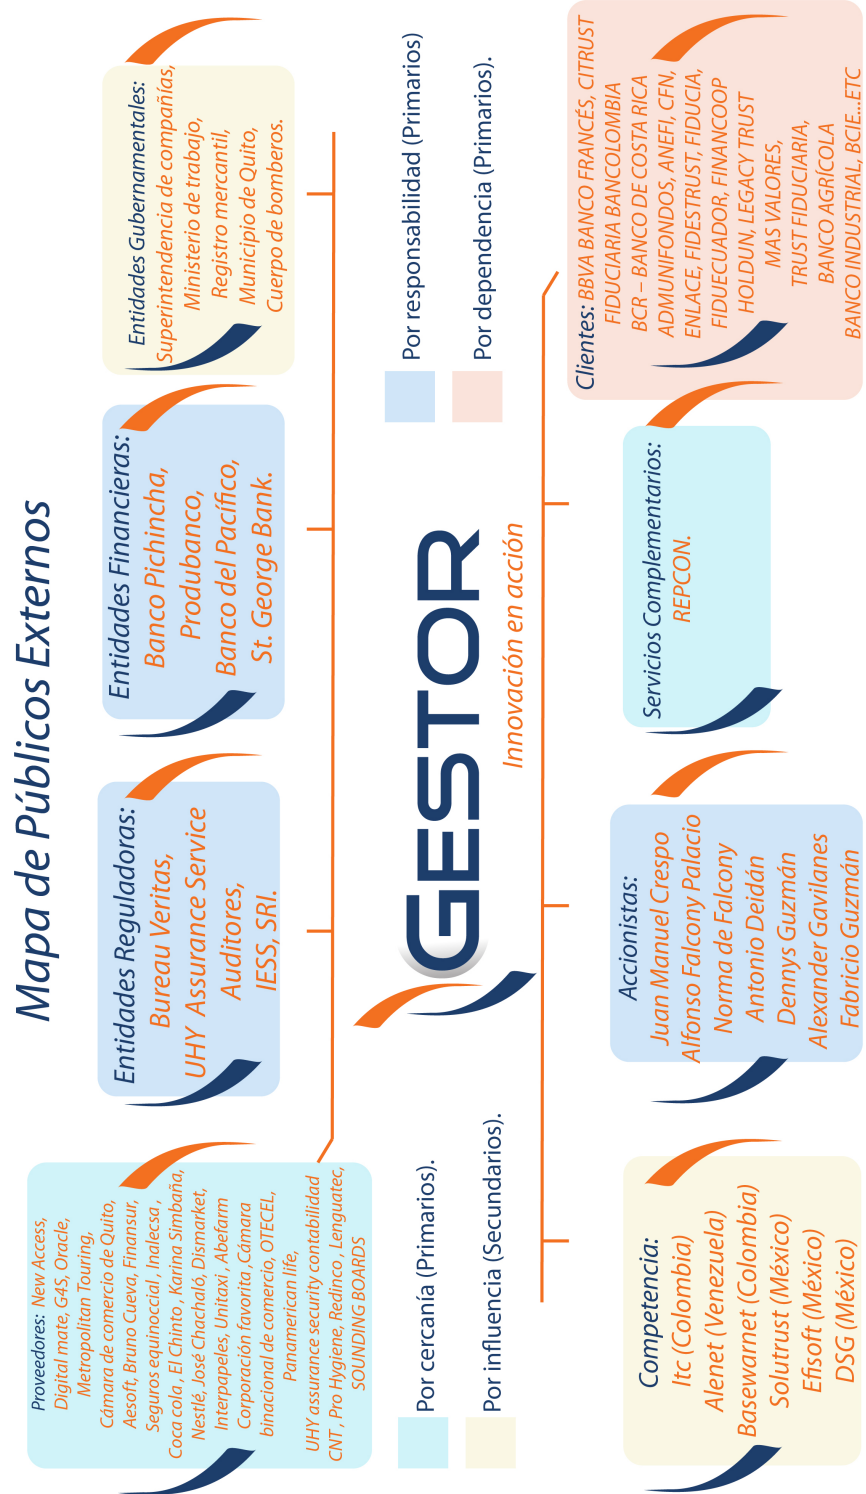 Mapa de Públicos Externos
Proveedores: New Access,
Digital mate, G4S, Oracle,
Metropolitan Touring,
Cámara de comercio de Quito,
Aesoft, Bruno Cueva, Finansur,
Seguros equinoccial , Inalecsa ,
Coca cola , El Chinto , Karina Simbaña,
Nestlé, José Chachaló, Dismarket,
Interpapeles, Unitaxi , Abefarm
Corporación favorita ,Cámara
binacional de comercio, OTECEL,
Panamerican life,
UHY assurance security contabilidad
CNT , Pro Hygiene, Redinco , Lenguatec,
SOUNDING BOARDS
Entidades Reguladoras:
Bureau Veritas,
UHY Assurance Service
Auditores,
IESS, SRI.
Entidades Financieras:
Banco Pichincha,
Produbanco,
Banco del Pacífico,
St. George Bank.
Entidades Gubernamentales:
Superintendencia de compañías,
Ministerio de trabajo,
Registro mercantil,
Municipio de Quito,
Cuerpo de bomberos.
Por cercanía (Primarios).
Por influencia (Secundarios).
GESTOR
Innovación en acción
Por responsabilidad (Primarios)
Por dependencia (Primarios).
Competencia:
Itc (Colombia)
Alenet (Venezuela)
Basewarnet (Colombia)
Solutrust (México)
Efisoft (México)
DSG (México)
Accionistas:
Juan Manuel Crespo
Alfonso Falcony Palacio
Norma de Falcony
Antonio Deidán
Dennys Guzmán
Alexander Gavilanes
Fabricio Guzmán
Servicios Complementarios:
REPCON.
Clientes: BBVA BANCO FRANCÉS, CITRUST
FIDUCIARIA BANCOLOMBIA
BCR – BANCO DE COSTA RICA
ADMUNIFONDOS, ANEFI, CFN,
ENLACE, FIDESTRUST, FIDUCIA,
FIDUECUADOR, FINANCOOP
HOLDUN, LEGACY TRUST
MAS VALORES,
TRUST FIDUCIARIA,
BANCO AGRÍCOLA
BANCO INDUSTRIAL, BCIE...ETC